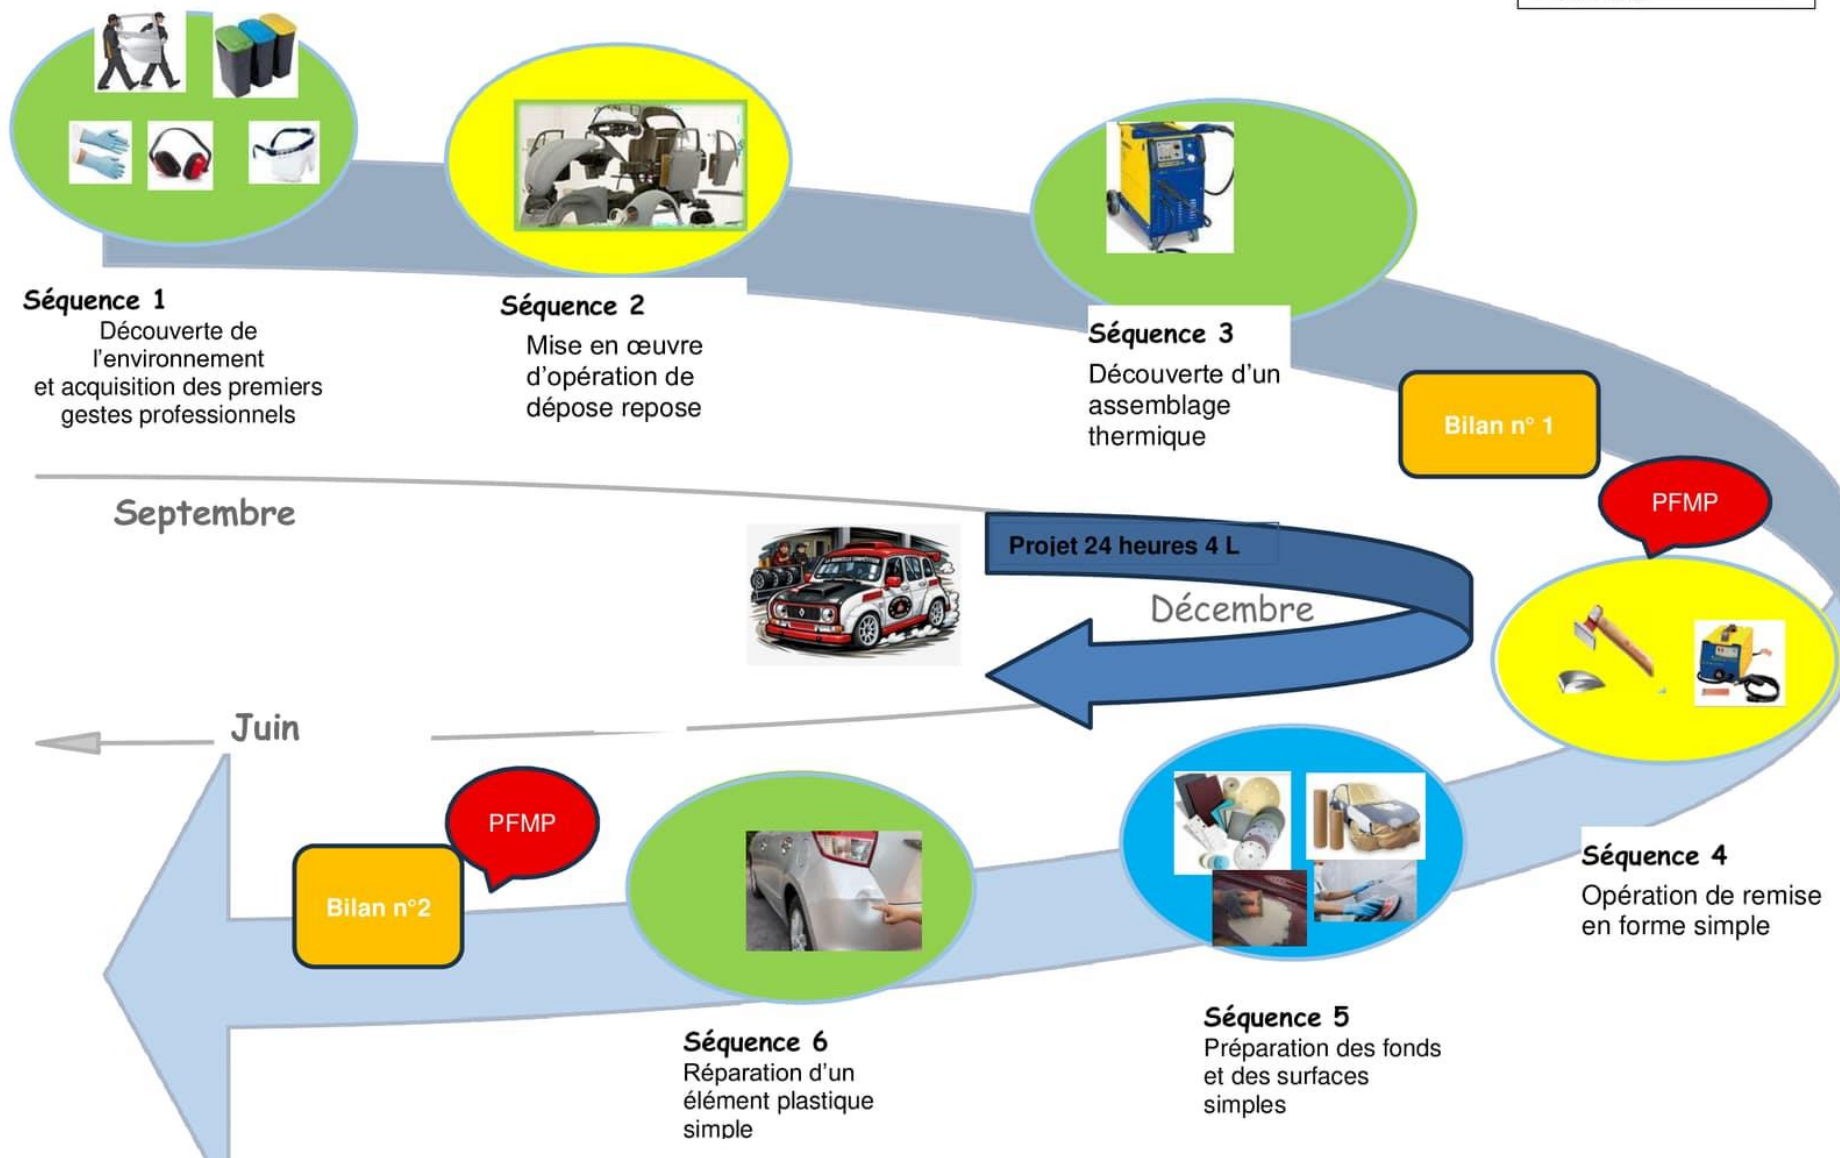 Séquence 1
Découverte de
l'environnement
et acquisition des premiers
gestes professionnels
Séquence 2
Mise en œuvre
d'opération de
dépose repose
Séquence 3
Découverte d'un
assemblage
thermique
Bilan n° 1
PFMP
Septembre
Projet 24 heures 4 L
Décembre
Juin
Séquence 4
Opération de remise
en forme simple
Séquence 5
Préparation des fonds
et des surfaces
simples
Séquence 6
Réparation d'un
élément plastique
simple
PFMP
Bilan n°2